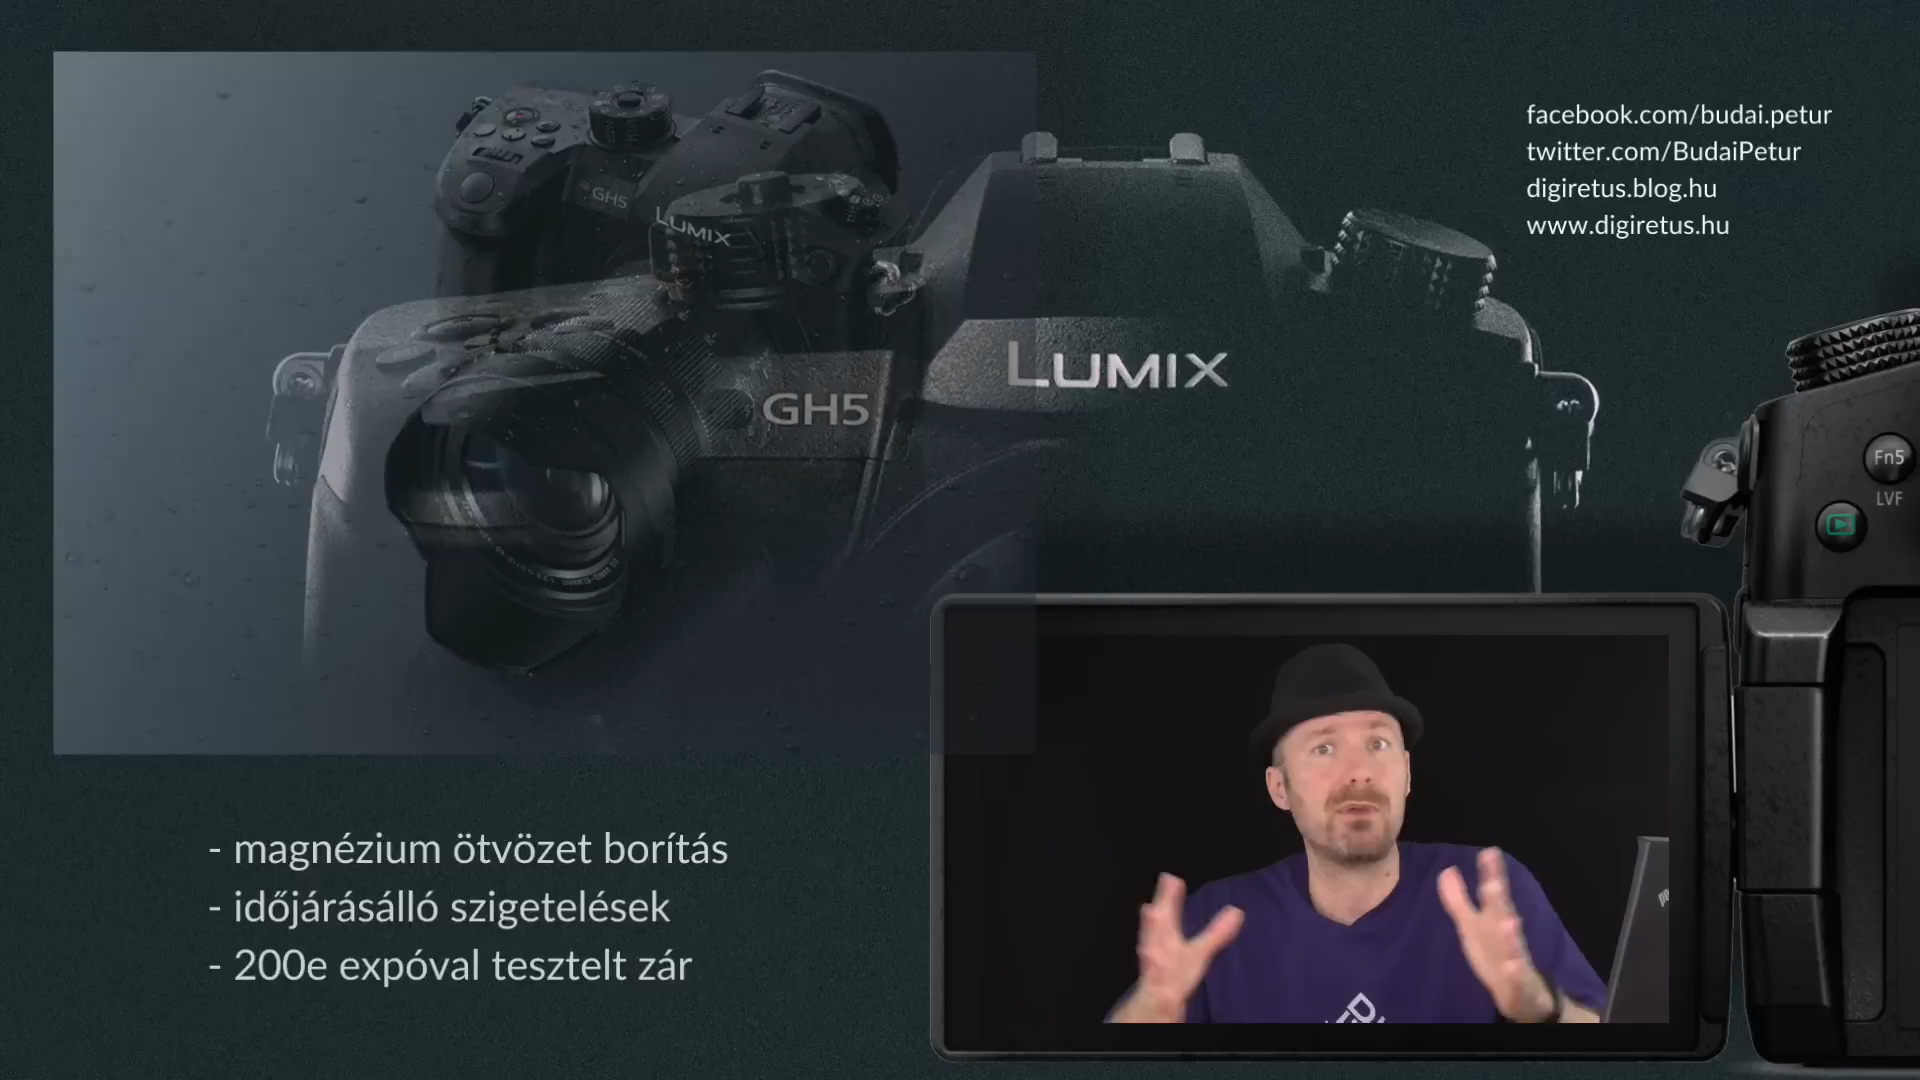 facebook.com/budai.petur
twitter.com/BudaiPetur
digiretus.blog.hu
www.digiretus.hu
GH5
LUMIX
LUMIX
GH5
Fn5
LVF
- magnézium ötvözet borítás
- időjárásálló szigetelések
- 200e expóval tesztelt zár